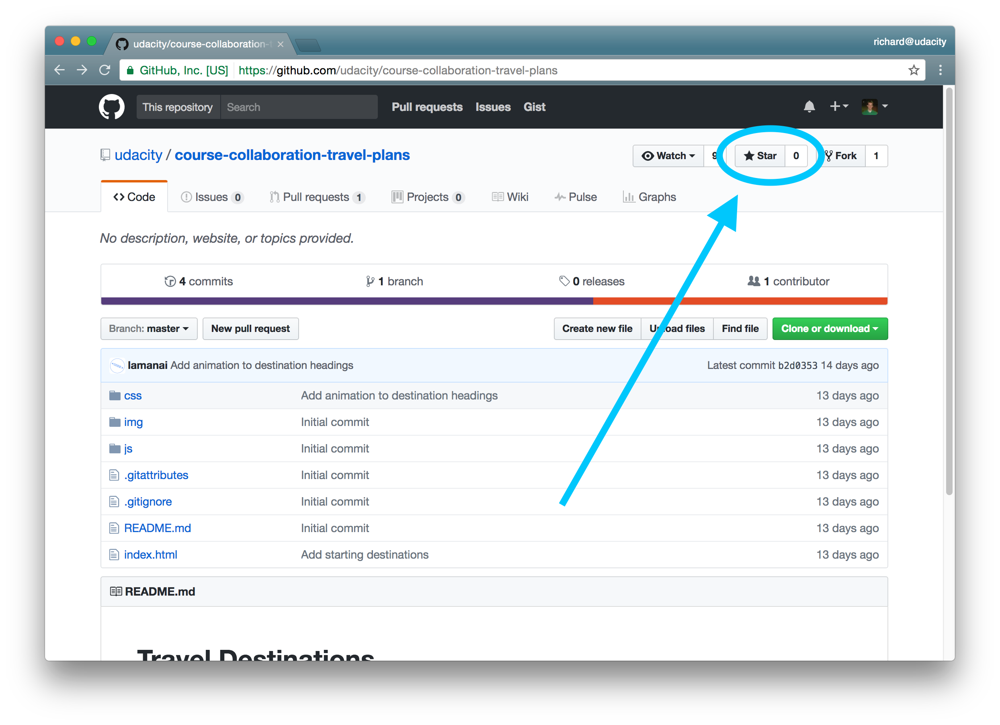 udacity/course-collaboration-t
richard@udacity
GitHub, Inc. [US] https://github.com/udacity/course-collaboration-travel-plans
This repository Search Pull requests Issues Gist
udacity / course-collaboration-travel-plans Watch 9 Star 0 Fork 1
Code Issues 0 Pull requests 1 Projects 0 Wiki Pulse Graphs
No description, website, or topics provided.
4 commits 1 branch 0 releases 1 contributor
Branch: master New pull request Create new file Upload files Find file Clone or download
<CODE> lamanai Add animation to destination headings Latest commit b2d0353 14 days ago
css Add animation to destination headings 13 days ago
img Initial commit 13 days ago
js Initial commit 13 days ago
.gitattributes Initial commit 13 days ago
.gitignore Initial commit 13 days ago
README.md Initial commit 13 days ago
index.html Add starting destinations 13 days ago
README.md
Travel Destinations